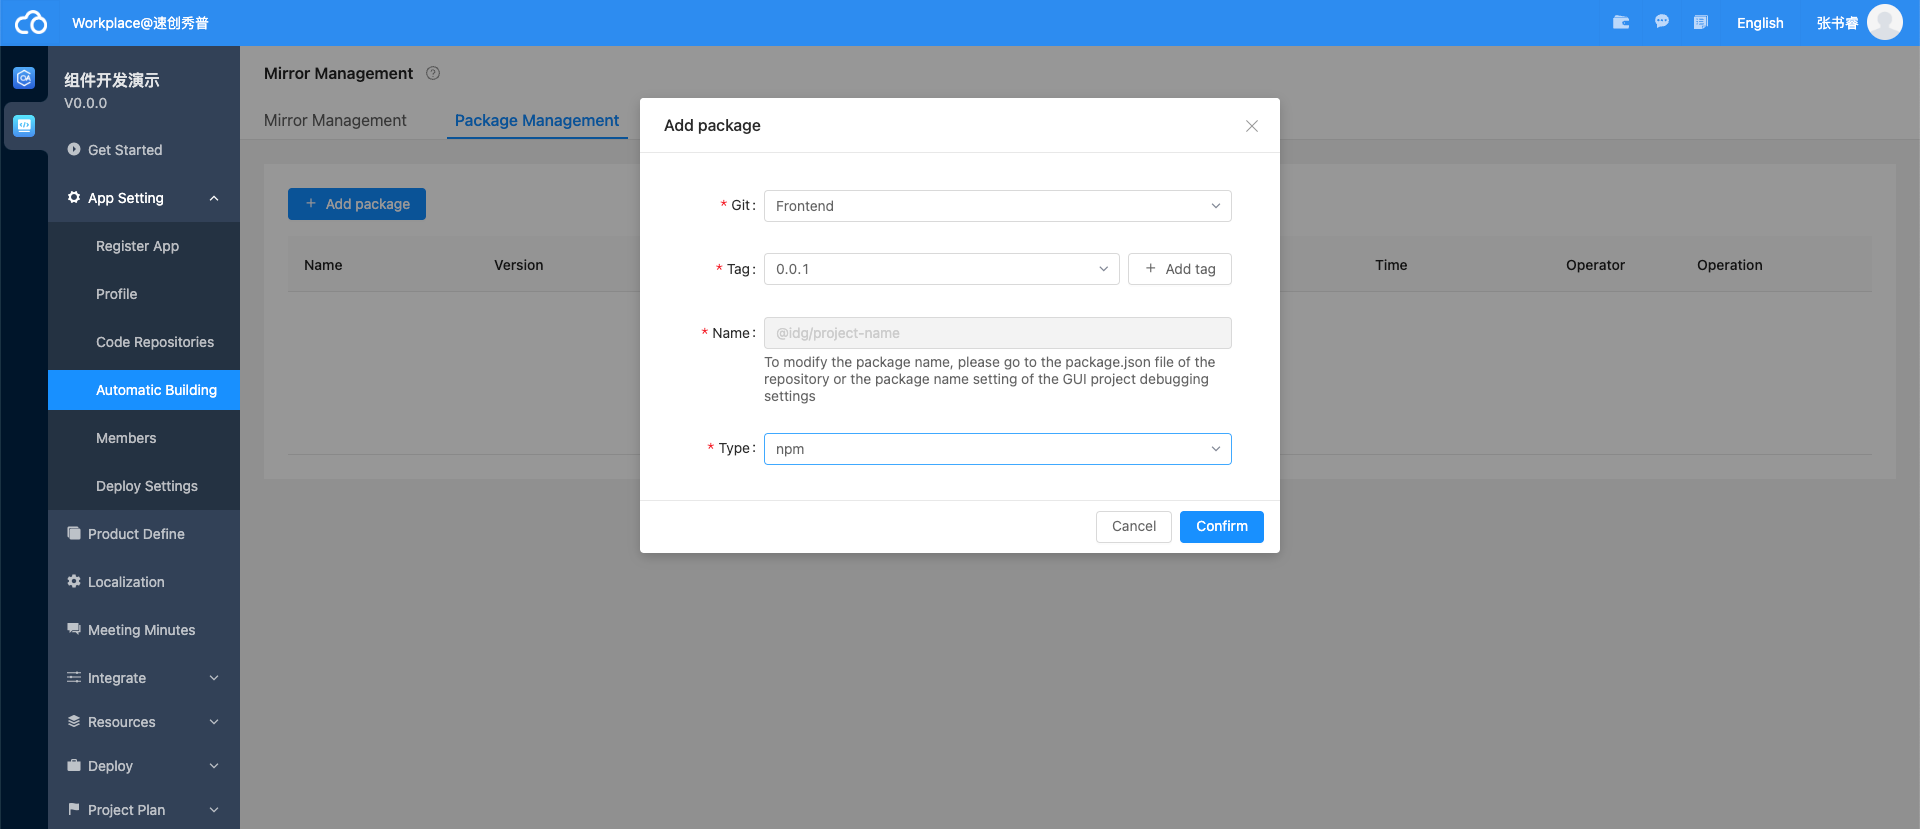 Workplace@速创秀普
English
张书睿
组件开发演示
V0.0.0
Get Started
App Setting
Register App
Profile
Code Repositories
Automatic Building
Members
Deploy Settings
Product Define
Localization
Meeting Minutes
Integrate
Resources
Deploy
Project Plan
Mirror Management
Mirror Management
Package Management
+ Add package
Name
Version
Time
Operator
Operation
Add package
* Git:
Frontend
* Tag:
0.0.1
+ Add tag
* Name:
@idg/project-name
To modify the package name, please go to the package.json file of the
repository or the package name setting of the GUI project debugging
settings
* Type:
npm
Cancel
Confirm